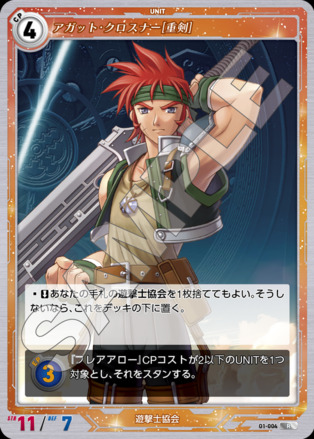 UNIT
CP
4
アガット・クロスナー[重剣]
SAMPLE
・あなたの手札の遊撃士協会を1枚捨ててもよい。そうし
ないなら、これをデッキの下に置く。
3
「フレアアロー」CPコストが2以下のUNITを1つ
対象とし、それをスタンする。
11 / DEF 7
遊撃士協会
01-004